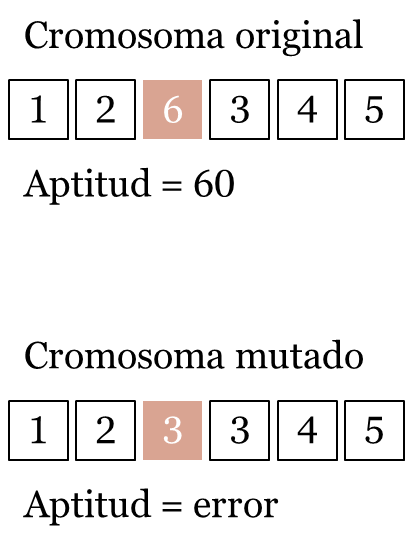 Cromosoma original
1 2 6 3 4 5
Aptitud = 60
Cromosoma mutado
1 2 3 3 4 5
Aptitud = error